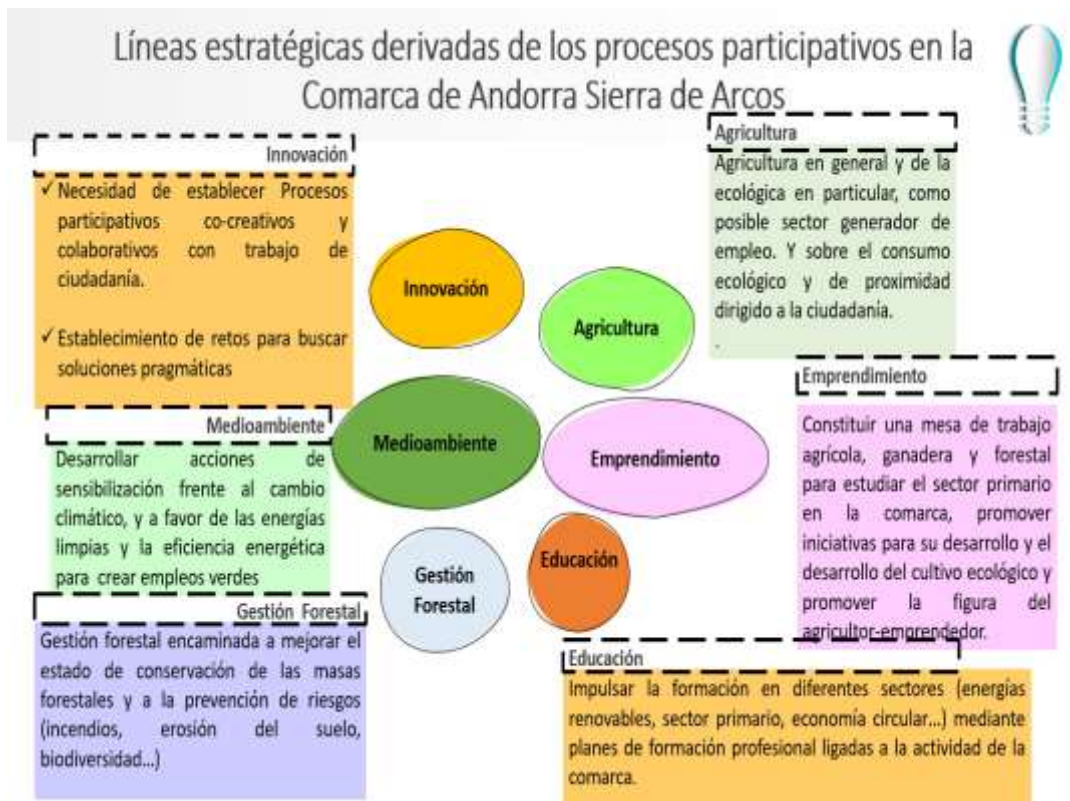 Líneas estratégicas derivadas de los procesos participativos en la
Comarca de Andorra Sierra de Arcos
Innovación
✓ Necesidad de establecer Procesos
participativos co-creativos y
colaborativos con trabajo de
ciudadanía.
✓ Establecimiento de retos para buscar
soluciones pragmáticas
Medioambiente
Desarrollar acciones de
sensibilización frente al cambio
climático, y a favor de las energías
limpias y la eficiencia energética
para crear empleos verdes
Gestión Forestal
Gestión forestal encaminada a mejorar el
estado de conservación de las masas
forestales y a la prevención de riesgos
(incendios, erosión del suelo,
biodiversidad...)
Innovación
Agricultura
Medioambiente
Emprendimiento
Gestión
Forestal
Educación
Agricultura
Agricultura en general y de la
ecológica en particular, como
posible sector generador de
empleo. Y sobre el consumo
ecológico y de proximidad
dirigido a la ciudadanía.
.
Emprendimiento
Constituir una mesa de trabajo
agrícola, ganadera y forestal
para estudiar el sector primario
en la comarca, promover
iniciativas para su desarrollo y el
desarrollo del cultivo ecológico y
promover la figura del
agricultor-emprendedor.
Educación
Impulsar la formación en diferentes sectores (energías
renovables, sector primario, economía circular...) mediante
planes de formación profesional ligadas a la actividad de la
comarca.